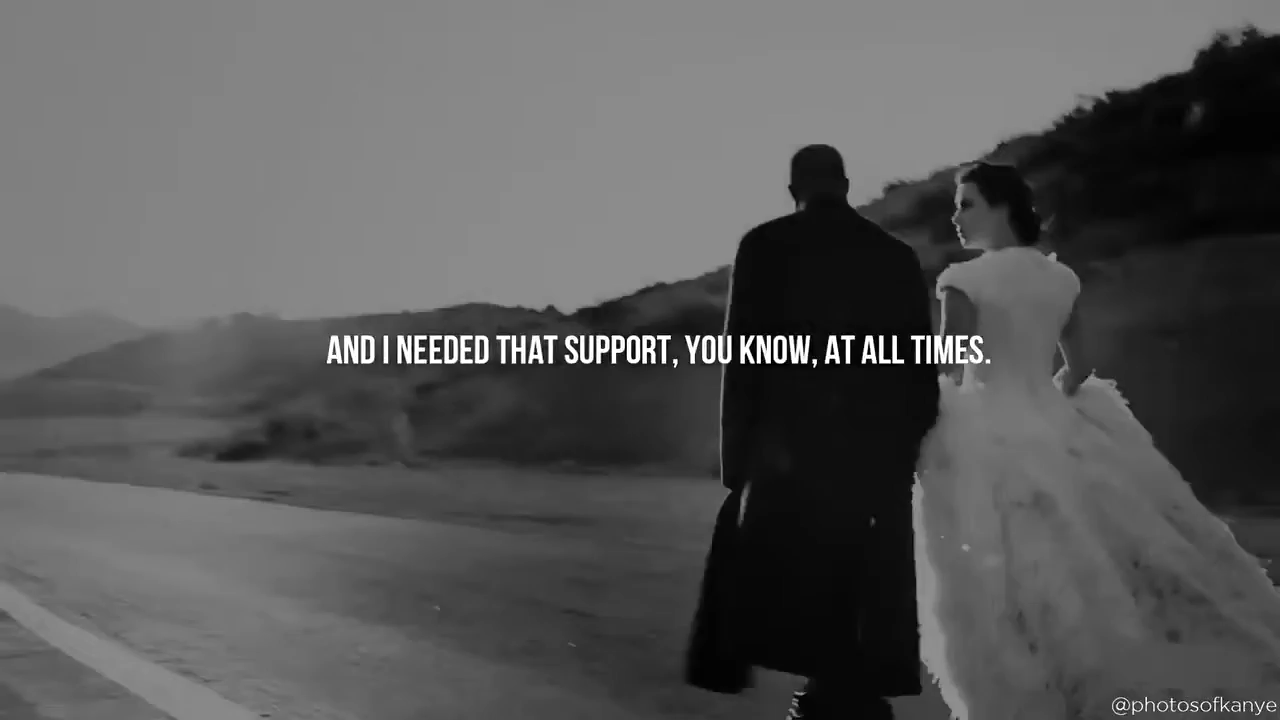 AND I NEEDED THAT SUPPORT, YOU KNOW, AT ALL TIMES.
@photosofkanye